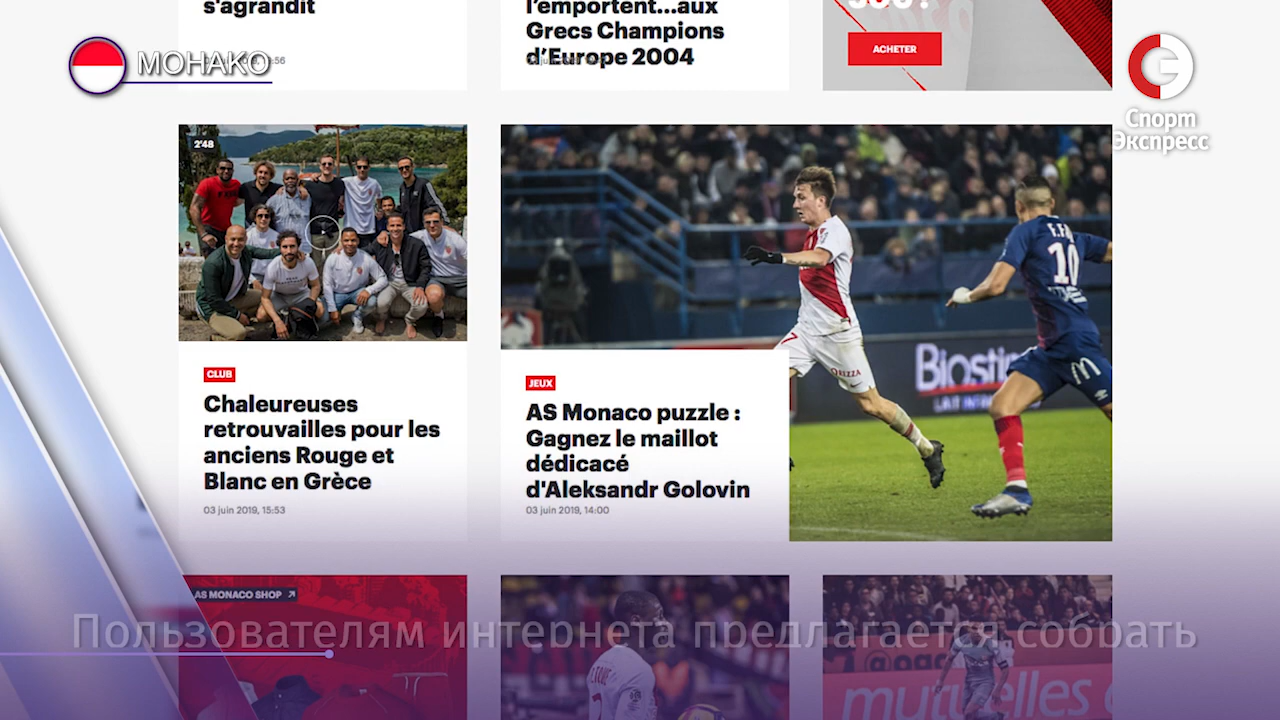 s'agrandit
l'emportent...aux
Grecs Champions
d'Europe 2004
ACHETER
МОНАКО
Спорт
Экспресс
2'48
CLUB
Chaleureuses
retrouvailles pour les
anciens Rouge et
Blanc en Grèce
03 juin 2019, 15:53
JEUX
AS Monaco puzzle :
Gagnez le maillot
dédicacé
d'Aleksandr Golovin
03 juin 2019, 14:00
10
AS MONACO SHOP
Пользователям интернета предлагается собрать
mutuelles